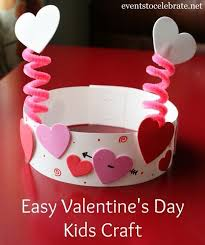 eventstocelebrate.net
Easy Valentine's Day
Kids Craft